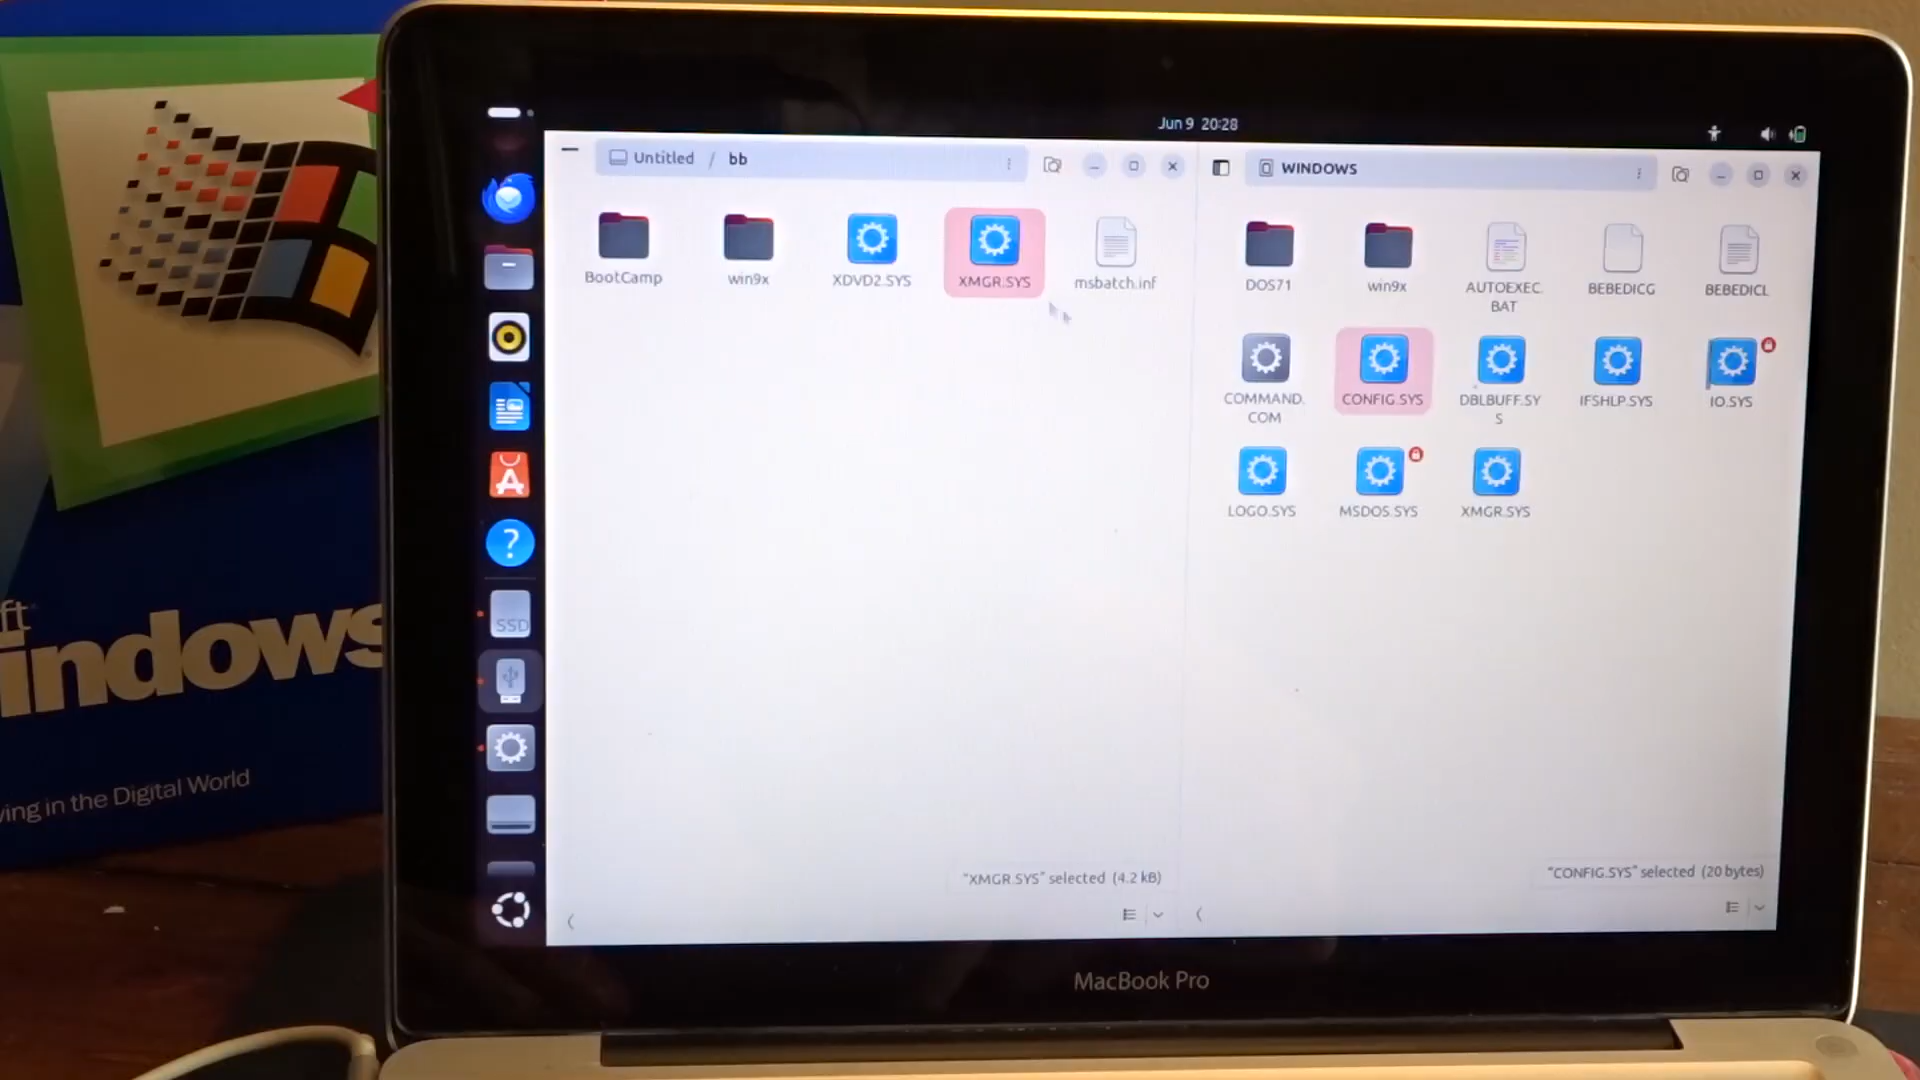 Jun 9 20:28
Untitled / bb
BootCamp
win9x
XDVD2.SYS
XMGR.SYS
msbatch.inf
"XMGR.SYS" selected (4.2 kB)
WINDOWS
DOS71
win9x
AUTOEXEC.
BAT
BEBEDICG
BEBEDICL
COMMAND.
COM
CONFIG.SYS
DBLBUFF.SY
S
IFSHLP.SYS
IO.SYS
LOGO.SYS
MSDOS.SYS
XMGR.SYS
"CONFIG.SYS" selected (20 bytes)
SSD
MacBook Pro
ft
indows
ving in the Digital World